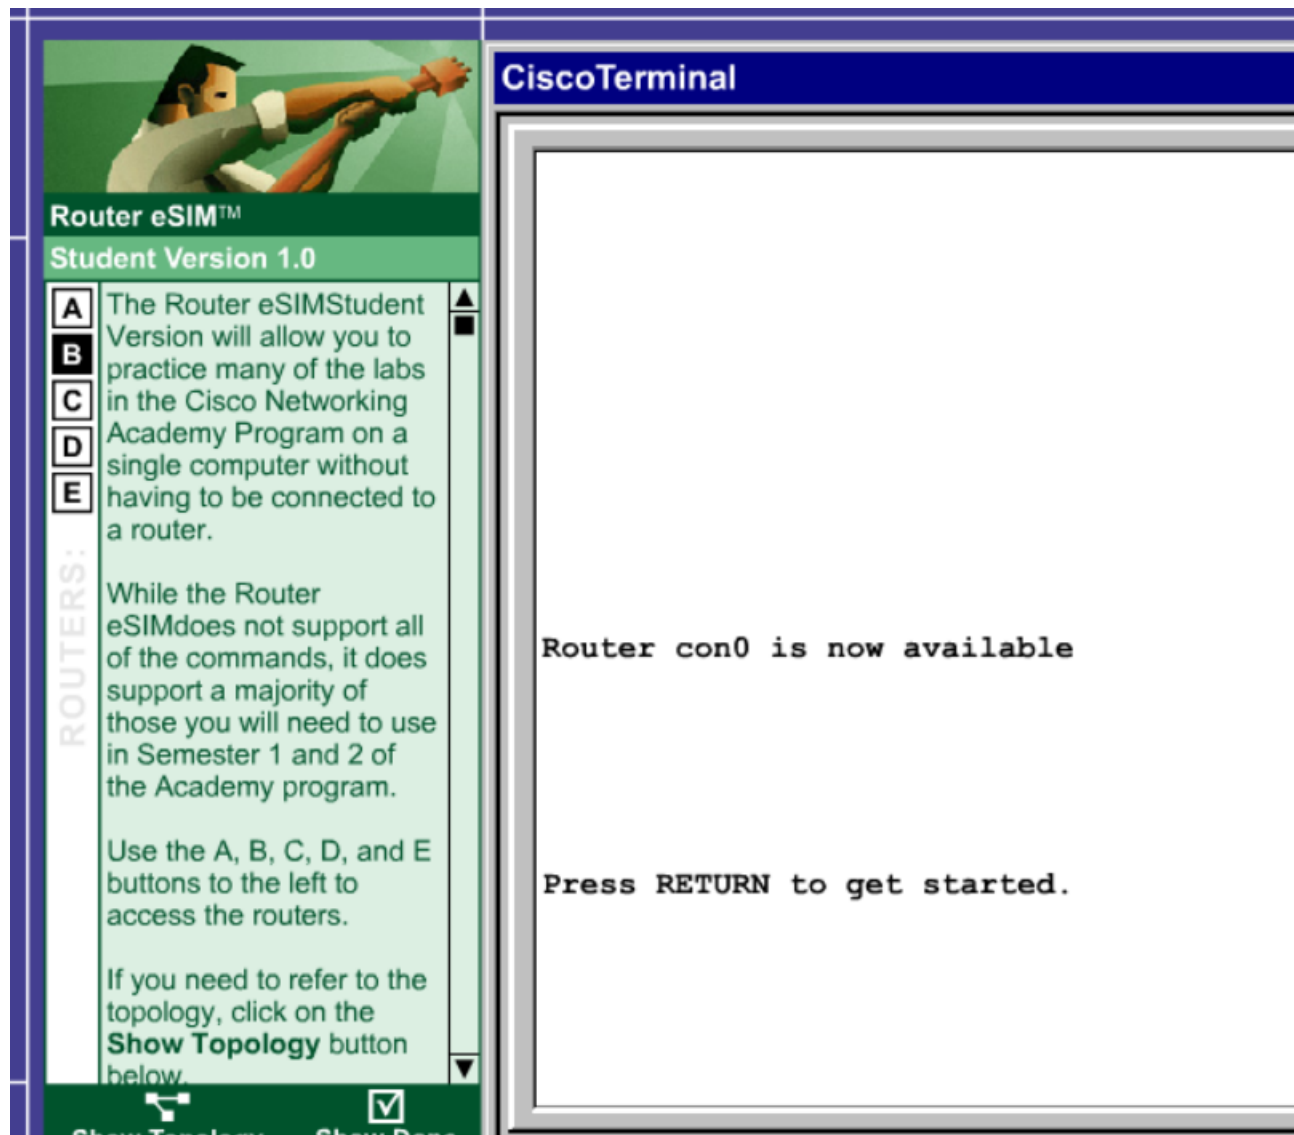 CiscoTerminal
Router eSIM™
Student Version 1.0
A
B
C
D
E
ROUTERS:
The Router eSIMStudent
Version will allow you to
practice many of the labs
in the Cisco Networking
Academy Program on a
single computer without
having to be connected to
a router.
While the Router
eSIMdoes not support all
of the commands, it does
support a majority of
those you will need to use
in Semester 1 and 2 of
the Academy program.
Use the A, B, C, D, and E
buttons to the left to
access the routers.
If you need to refer to the
topology, click on the
Show Topology button
below.
Show Topology
Show Done
Router con0 is now available
Press RETURN to get started.